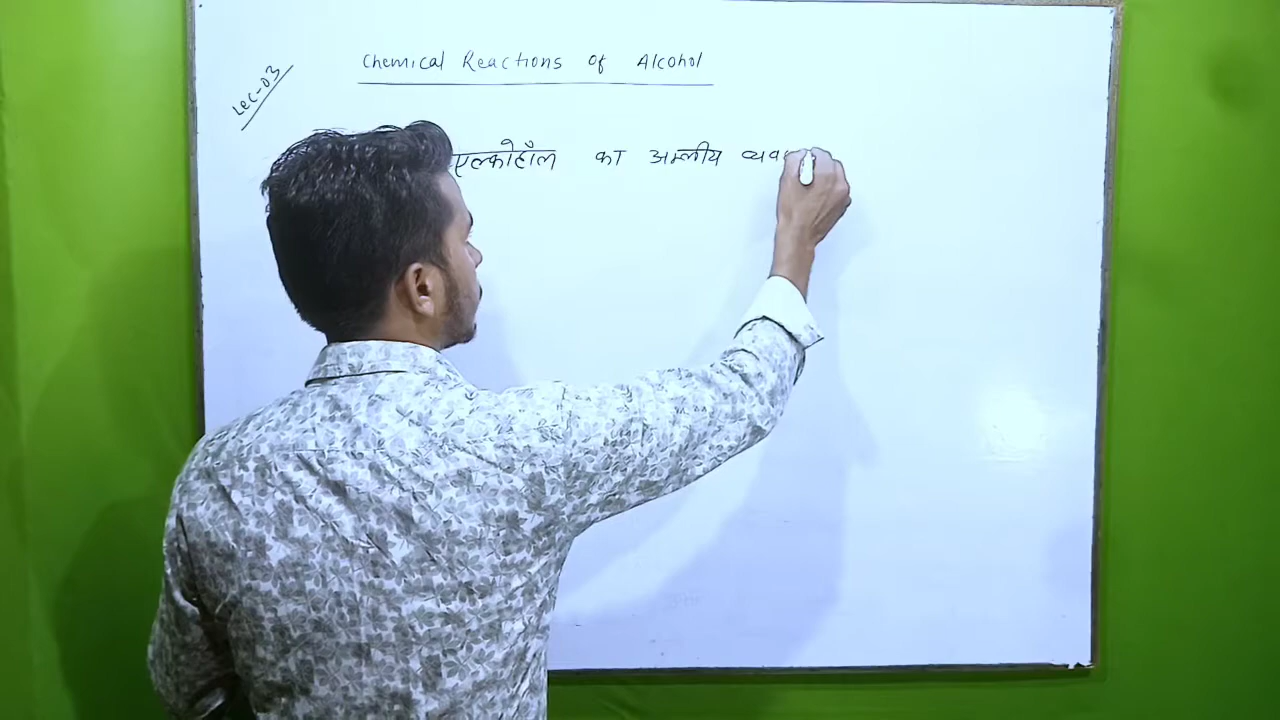 Lec-03
Chemical Reactions of Alcohol
एल्कोहॉल का अम्लीय